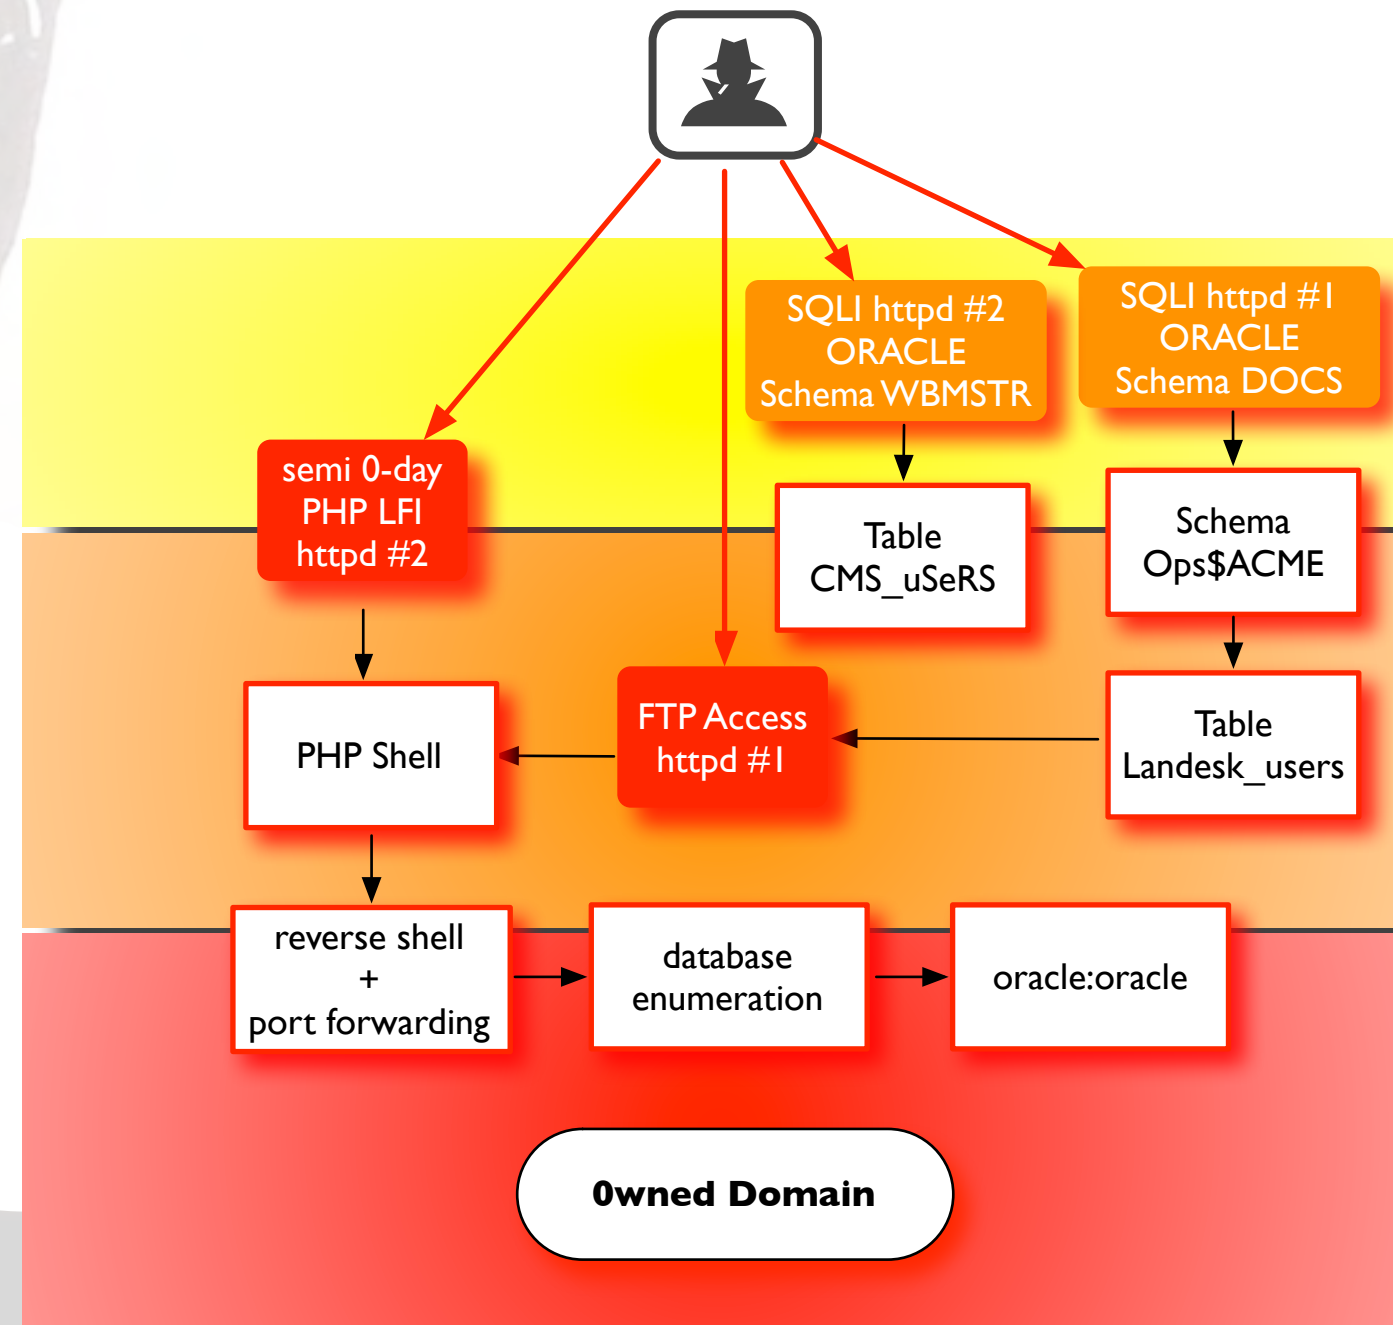 SQLI httpd #2
ORACLE
Schema WBMSTR
SQLI httpd #1
ORACLE
Schema DOCS
semi 0-day
PHP LFI
httpd #2
Table
CMS_uSeRS
Schema
Ops$ACME
PHP Shell
FTP Access
httpd #1
Table
Landesk_users
reverse shell
+
port forwarding
database
enumeration
oracle:oracle
0wned Domain